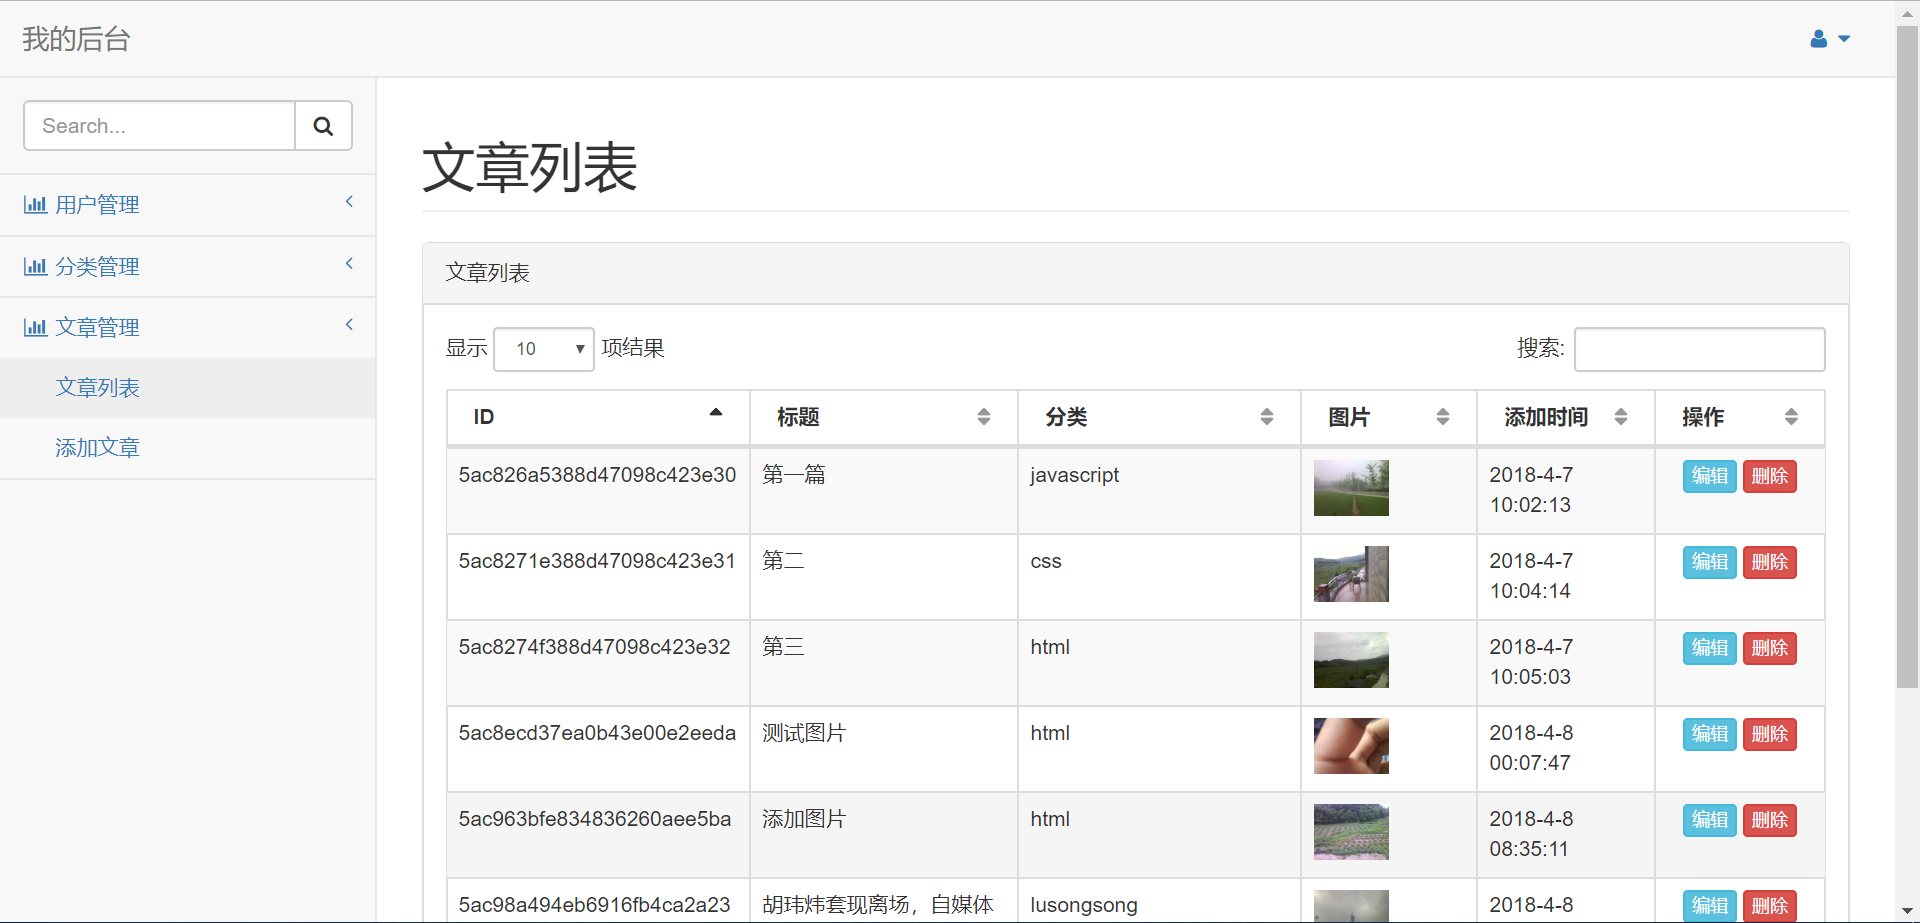 我的后台
Search...
用户管理
分类管理
文章管理
文章列表
添加文章
文章列表
文章列表
显示 10 项结果
搜索:
ID 标题 分类 图片 添加时间 操作
5ac826a5388d47098c423e30 第一篇 javascript 2018-4-7 编辑 删除
10:02:13
5ac8271e388d47098c423e31 第二 css 2018-4-7 编辑 删除
10:04:14
5ac8274f388d47098c423e32 第三 html 2018-4-7 编辑 删除
10:05:03
5ac8ecd37ea0b43e00e2eeda 测试图片 html 2018-4-8 编辑 删除
00:07:47
5ac963bfe834836260aee5ba 添加图片 html 2018-4-8 编辑 删除
08:35:11
5ac98a494eb6916fb4ca2a23 胡玮炜套现离场，自媒体 lusongsong 2018-4-8 编辑 删除